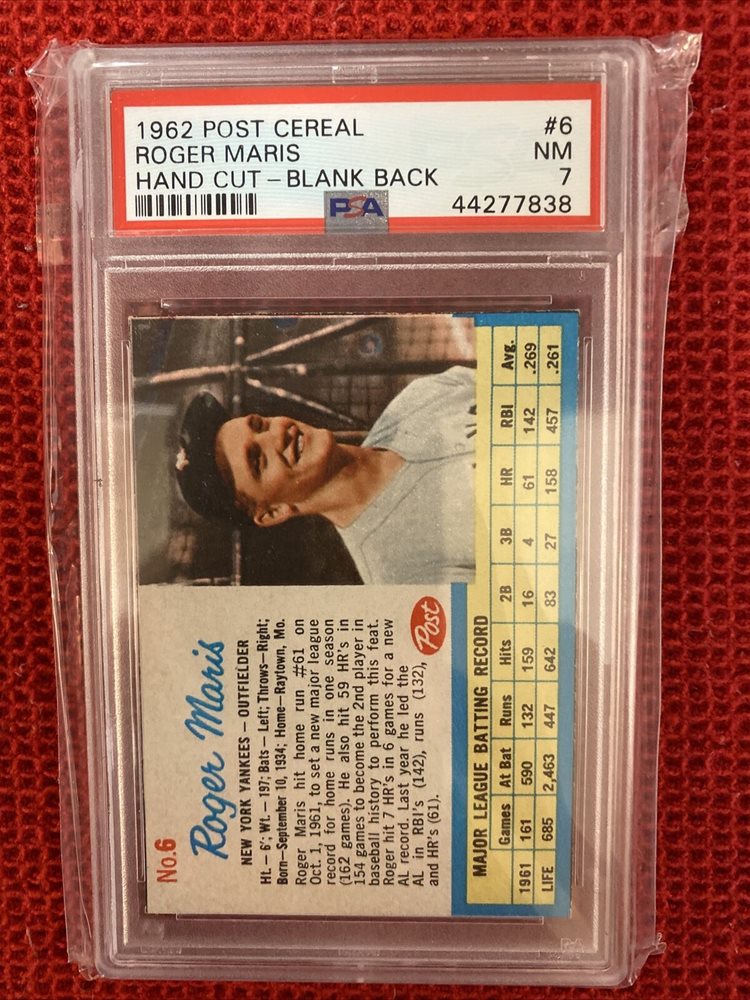 1962 POST CEREAL #6
ROGER MARIS NM
HAND CUT – BLANK BACK 7
PSA 44277838
No.6
Roger Maris
NEW YORK YANKEES – OUTFIELDER
Ht. – 6'; Wt. – 197; Bats – Left; Throws – Right;
Born – September 10, 1934; Home – Raytown, Mo.
Roger Maris hit home run #61 on
Oct. 1, 1961, to set a new major league
record for home runs in one season
(162 games). He also hit 59 HR's in
154 games to become the 2nd player in
baseball history to perform this feat.
Roger hit 7 HR's in 6 games for a new
AL record. Last year he led the
AL in RBI's (142), runs (132),
and HR's (61).
Post
MAJOR LEAGUE BATTING RECORD
Games At Bat Runs Hits 2B 3B HR RBI Avg.
1961 161 590 132 159 16 4 61 142 .269
LIFE 685 2,463 447 642 83 27 158 457 .261